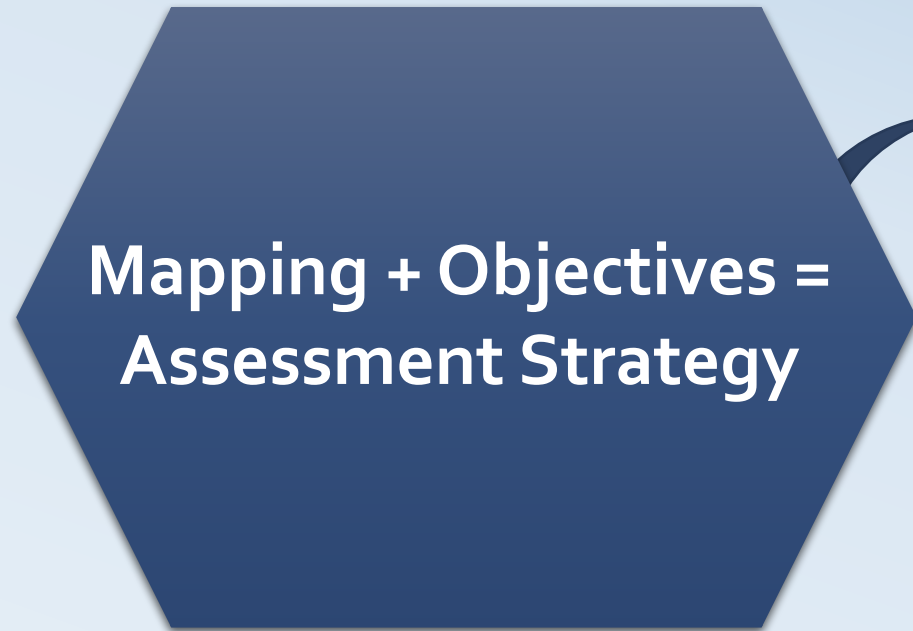 Mapping + Objectives =
Assessment Strategy